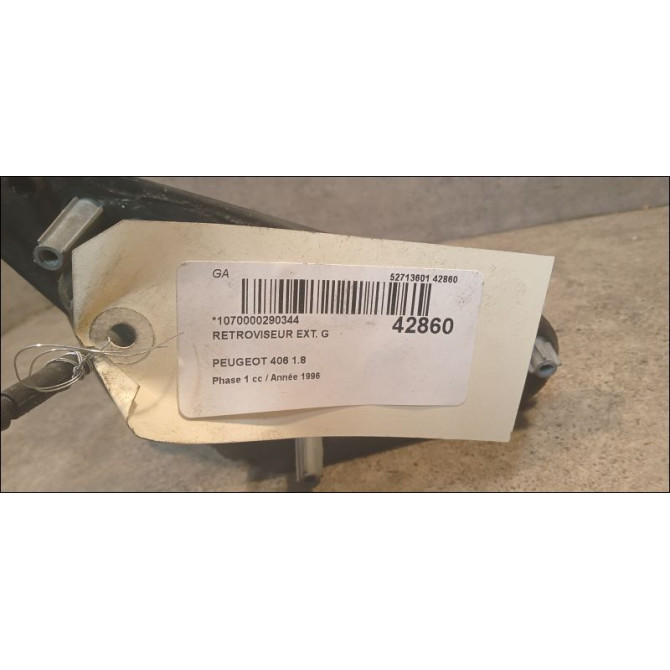 GA
52713601 42860
*1070000290344
42860
RETROVISEUR EXT. G
PEUGEOT 406 1.8
Phase 1 cc / Année 1996